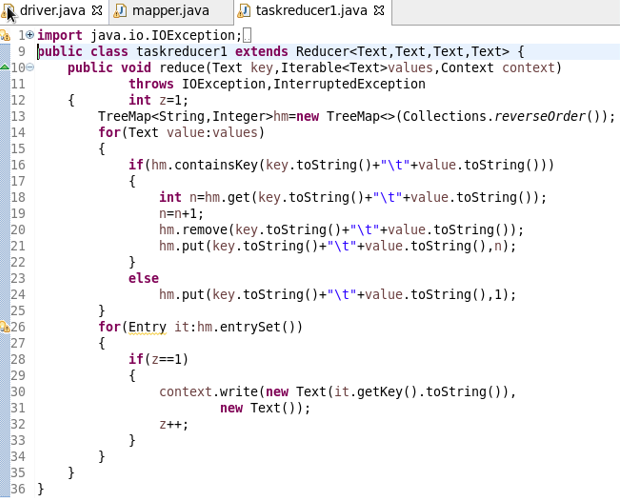 driver.java mapper.java taskreducer1.java
1 import java.io.IOException;
9 public class taskreducer1 extends Reducer<Text,Text,Text,Text> {
10     public void reduce(Text key,Iterable<Text>values,Context context)
11             throws IOException,InterruptedException
12     {       int z=1;
13         TreeMap<String,Integer>hm=new TreeMap<>(Collections.reverseOrder());
14         for(Text value:values)
15         {
16             if(hm.containsKey(key.toString()+"\t"+value.toString()))
17             {
18                 int n=hm.get(key.toString()+"\t"+value.toString());
19                 n=n+1;
20                 hm.remove(key.toString()+"\t"+value.toString());
21                 hm.put(key.toString()+"\t"+value.toString(),n);
22             }
23             else
24                 hm.put(key.toString()+"\t"+value.toString(),1);
25         }
26         for(Entry it:hm.entrySet())
27         {
28             if(z==1)
29             {
30                 context.write(new Text(it.getKey().toString()),
31                         new Text());
32                 z++;
33             }
34         }
35     }
36 }